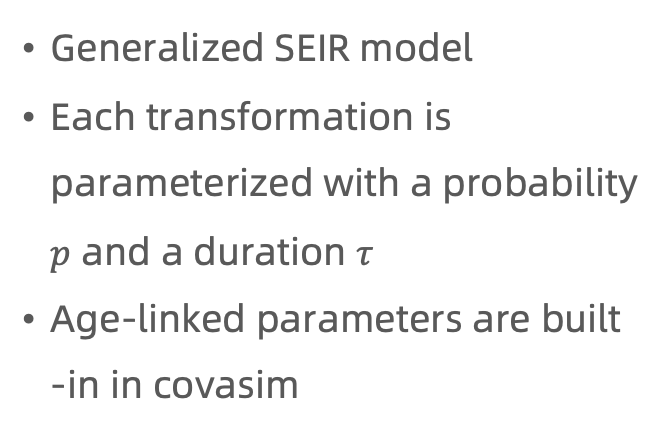 • Generalized SEIR model
• Each transformation is
parameterized with a probability
𝑝 and a duration 𝜏
• Age-linked parameters are built
-in in covasim